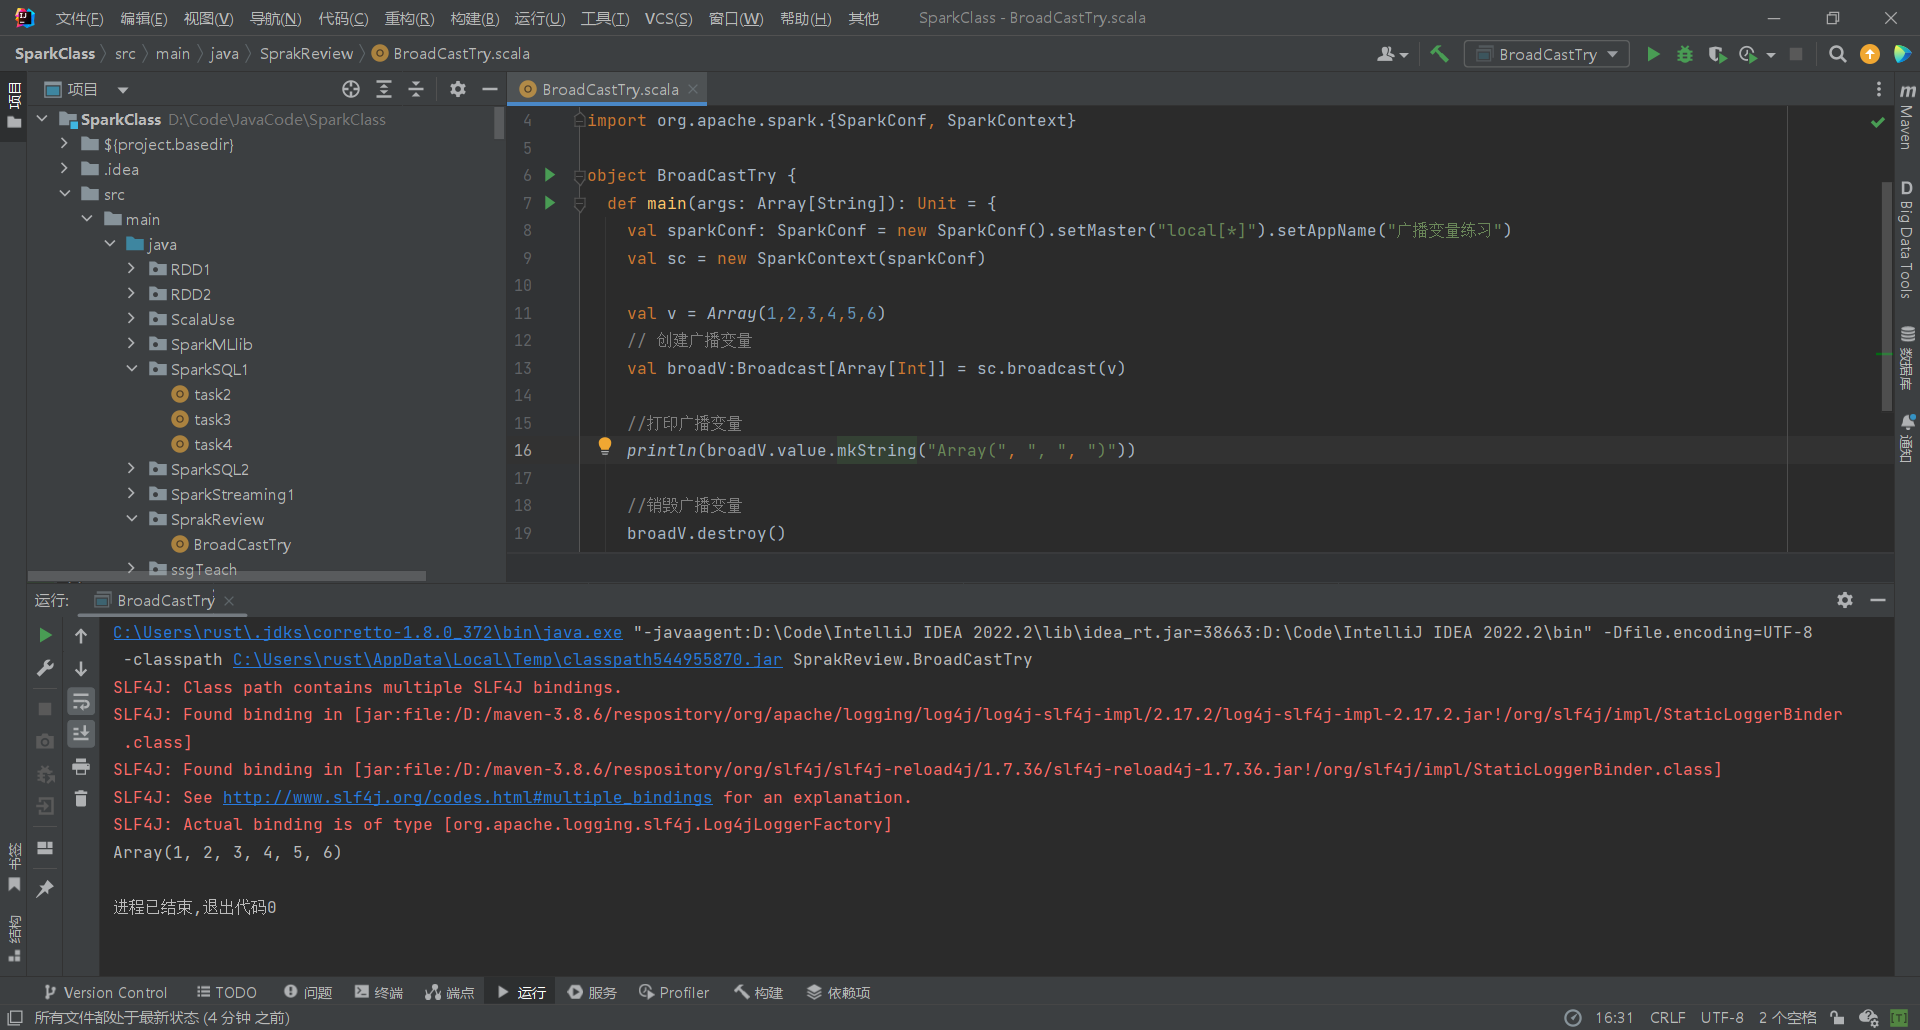 文件(F) 编辑(E) 视图(V) 导航(N) 代码(C) 重构(R) 构建(B) 运行(U) 工具(T) VCS(S) 窗口(W) 帮助(H) 其他 SparkClass - BroadCastTry.scala
SparkClass src main java SprakReview BroadCastTry.scala BroadCastTry
项目
项目
BroadCastTry.scala
SparkClass D:\Code\JavaCode\SparkClass
${project.basedir}
.idea
src
main
java
RDD1
RDD2
ScalaUse
SparkMLlib
SparkSQL1
task2
task3
task4
SparkSQL2
SparkStreaming1
SprakReview
BroadCastTry
ssgTeach
4 import org.apache.spark.{SparkConf, SparkContext}
5
6 object BroadCastTry {
7 def main(args: Array[String]): Unit = {
8 val sparkConf: SparkConf = new SparkConf().setMaster("local[*]").setAppName("广播变量练习")
9 val sc = new SparkContext(sparkConf)
10
11 val v = Array(1,2,3,4,5,6)
12 // 创建广播变量
13 val broadV:Broadcast[Array[Int]] = sc.broadcast(v)
14
15 //打印广播变量
16 println(broadV.value.mkString("Array(", ", ", ")"))
17
18 //销毁广播变量
19 broadV.destroy()
m Maven
D Big Data Tools
数据库
通知
运行: BroadCastTry
C:\Users\rust\.jdks\corretto-1.8.0_372\bin\java.exe "-javaagent:D:\Code\IntelliJ IDEA 2022.2\lib\idea_rt.jar=38663:D:\Code\IntelliJ IDEA 2022.2\bin" -Dfile.encoding=UTF-8
-classpath C:\Users\rust\AppData\Local\Temp\classpath544955870.jar SprakReview.BroadCastTry
SLF4J: Class path contains multiple SLF4J bindings.
SLF4J: Found binding in [jar:file:/D:/maven-3.8.6/respository/org/apache/logging/log4j/log4j-slf4j-impl/2.17.2/log4j-slf4j-impl-2.17.2.jar!/org/slf4j/impl/StaticLoggerBinder
.class]
SLF4J: Found binding in [jar:file:/D:/maven-3.8.6/respository/org/slf4j/slf4j-reload4j/1.7.36/slf4j-reload4j-1.7.36.jar!/org/slf4j/impl/StaticLoggerBinder.class]
SLF4J: See http://www.slf4j.org/codes.html#multiple_bindings for an explanation.
SLF4J: Actual binding is of type [org.apache.logging.slf4j.Log4jLoggerFactory]
Array(1, 2, 3, 4, 5, 6)
进程已结束,退出代码0
书签
结构
Version Control TODO 问题 终端 端点 运行 服务 Profiler 构建 依赖项
所有文件都处于最新状态 (4 分钟 之前) 16:31 CRLF UTF-8 2 个空格